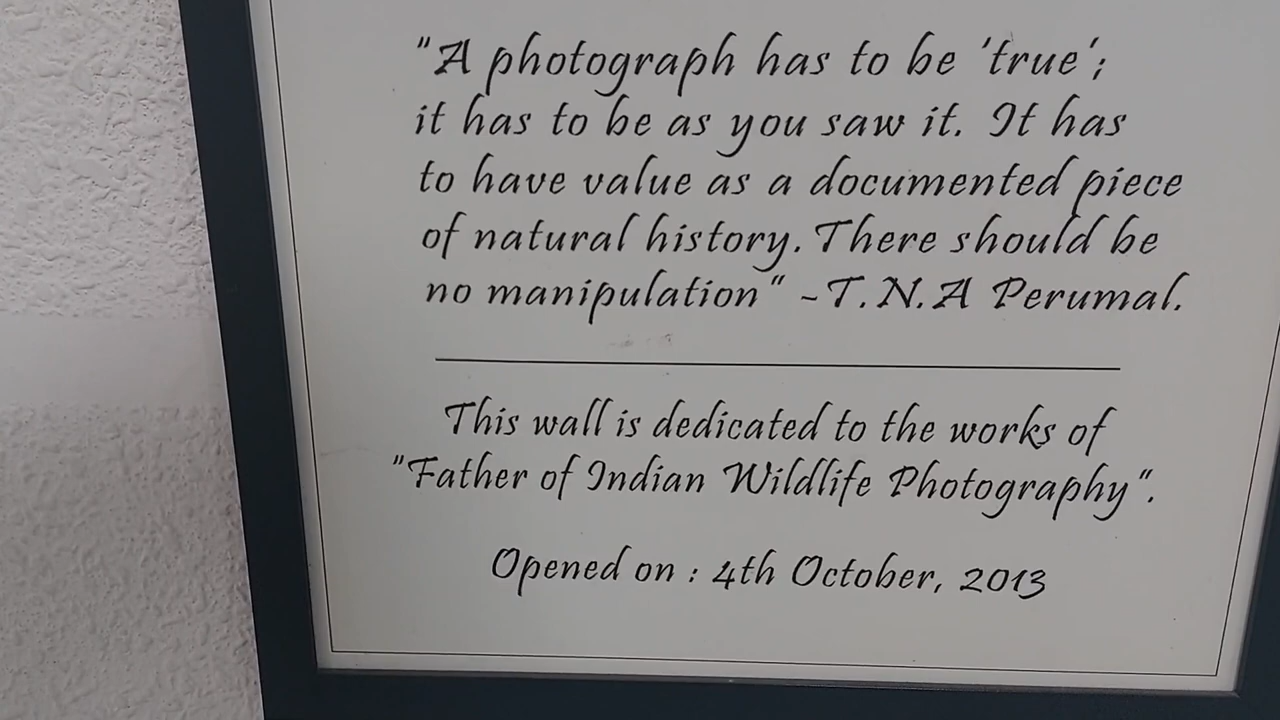 "A photograph has to be 'true';
it has to be as you saw it. It has
to have value as a documented piece
of natural history. There should be
no manipulation" -T.N.A Perumal.
This wall is dedicated to the works of
"Father of Indian Wildlife Photography".
Opened on : 4th October, 2013